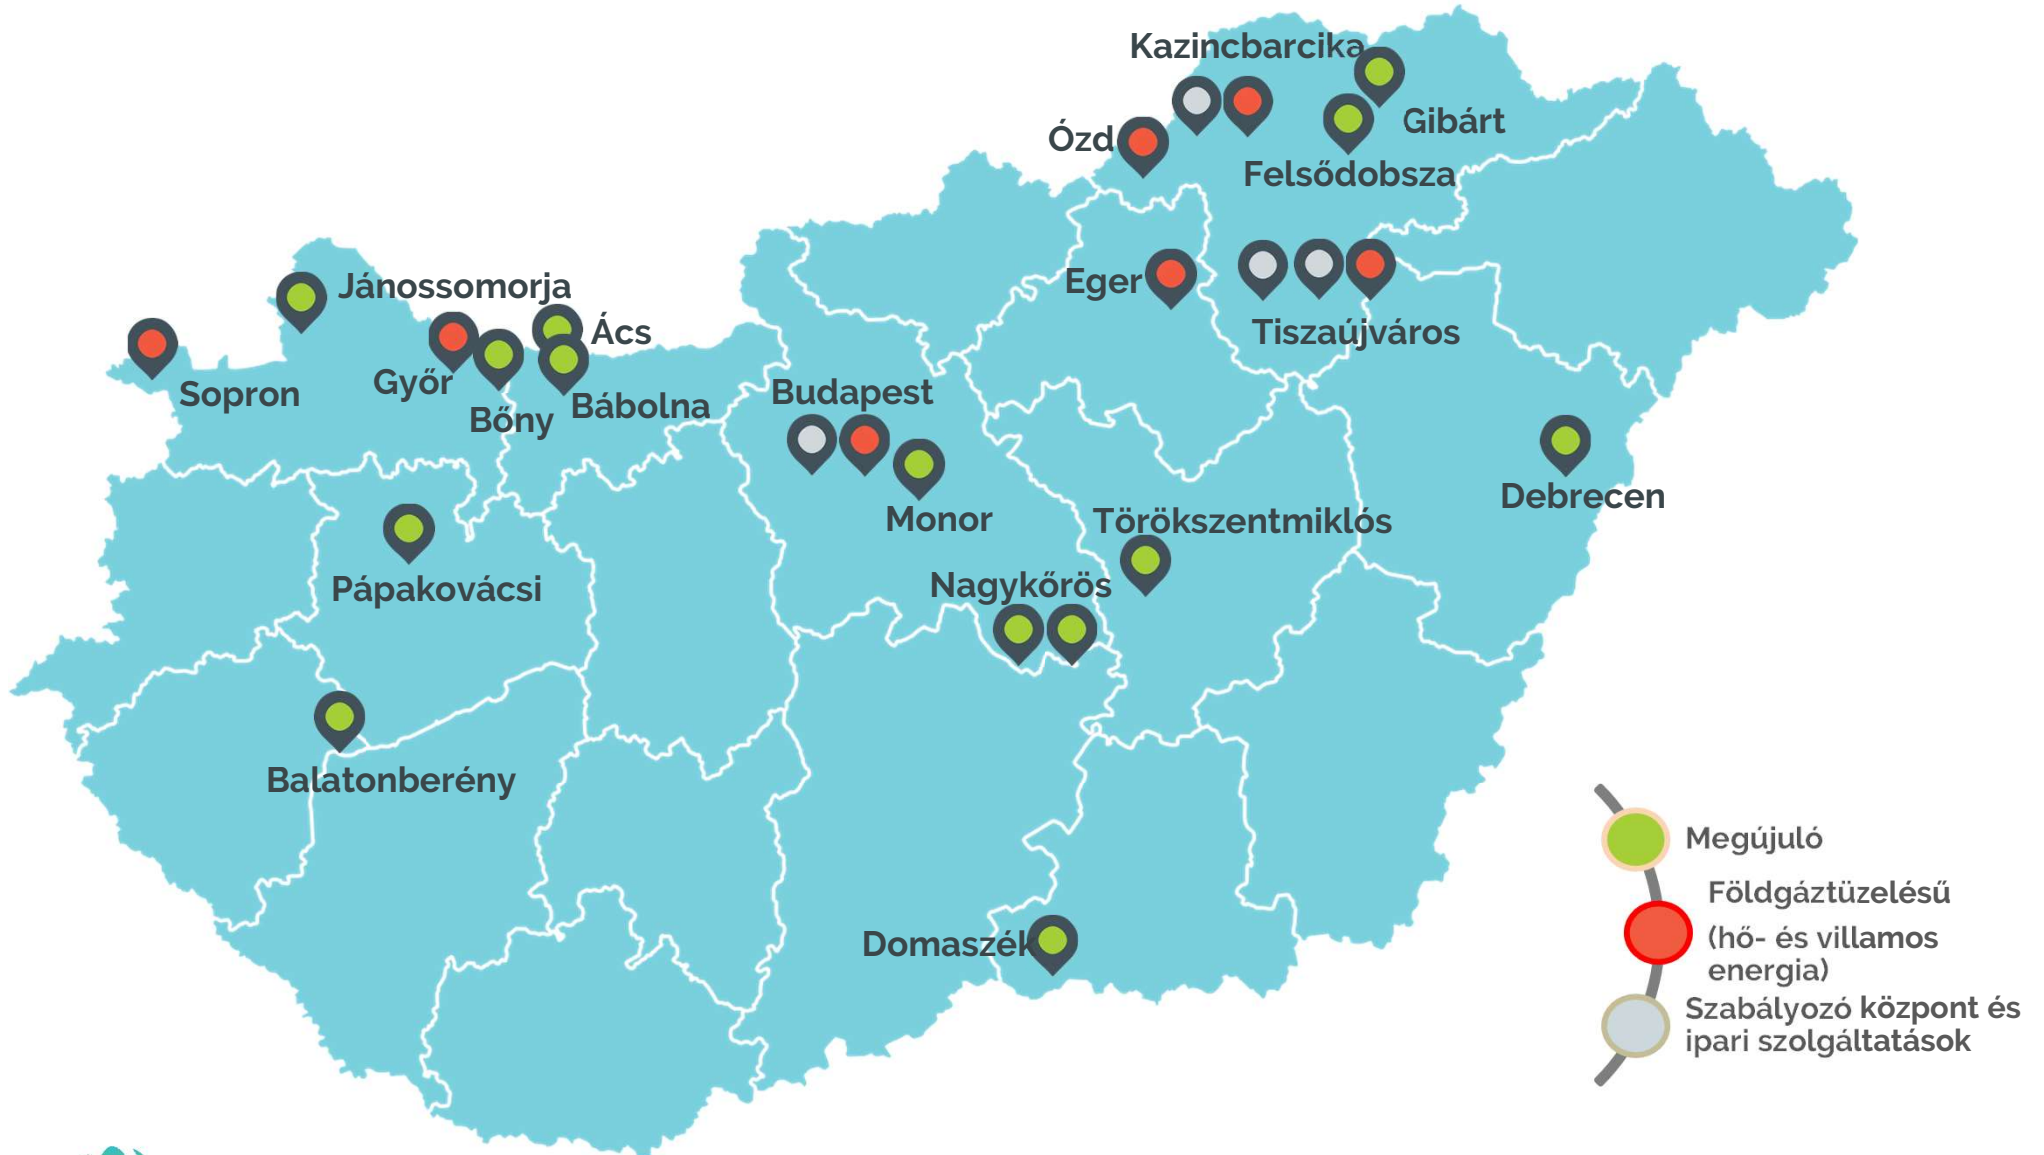 Kazincbarcika
Gibárt
Ózd
Felsődobsza
Eger
Jánossomorja
Ács
Tiszaújváros
Sopron
Győr
Bőny
Bábolna
Budapest
Debrecen
Monor
Törökszentmiklós
Pápakovácsi
Nagykőrös
Balatonberény
Domaszék
Megújuló
Földgáztüzelésű
(hő- és villamos
energia)
Szabályozó központ és
ipari szolgáltatások